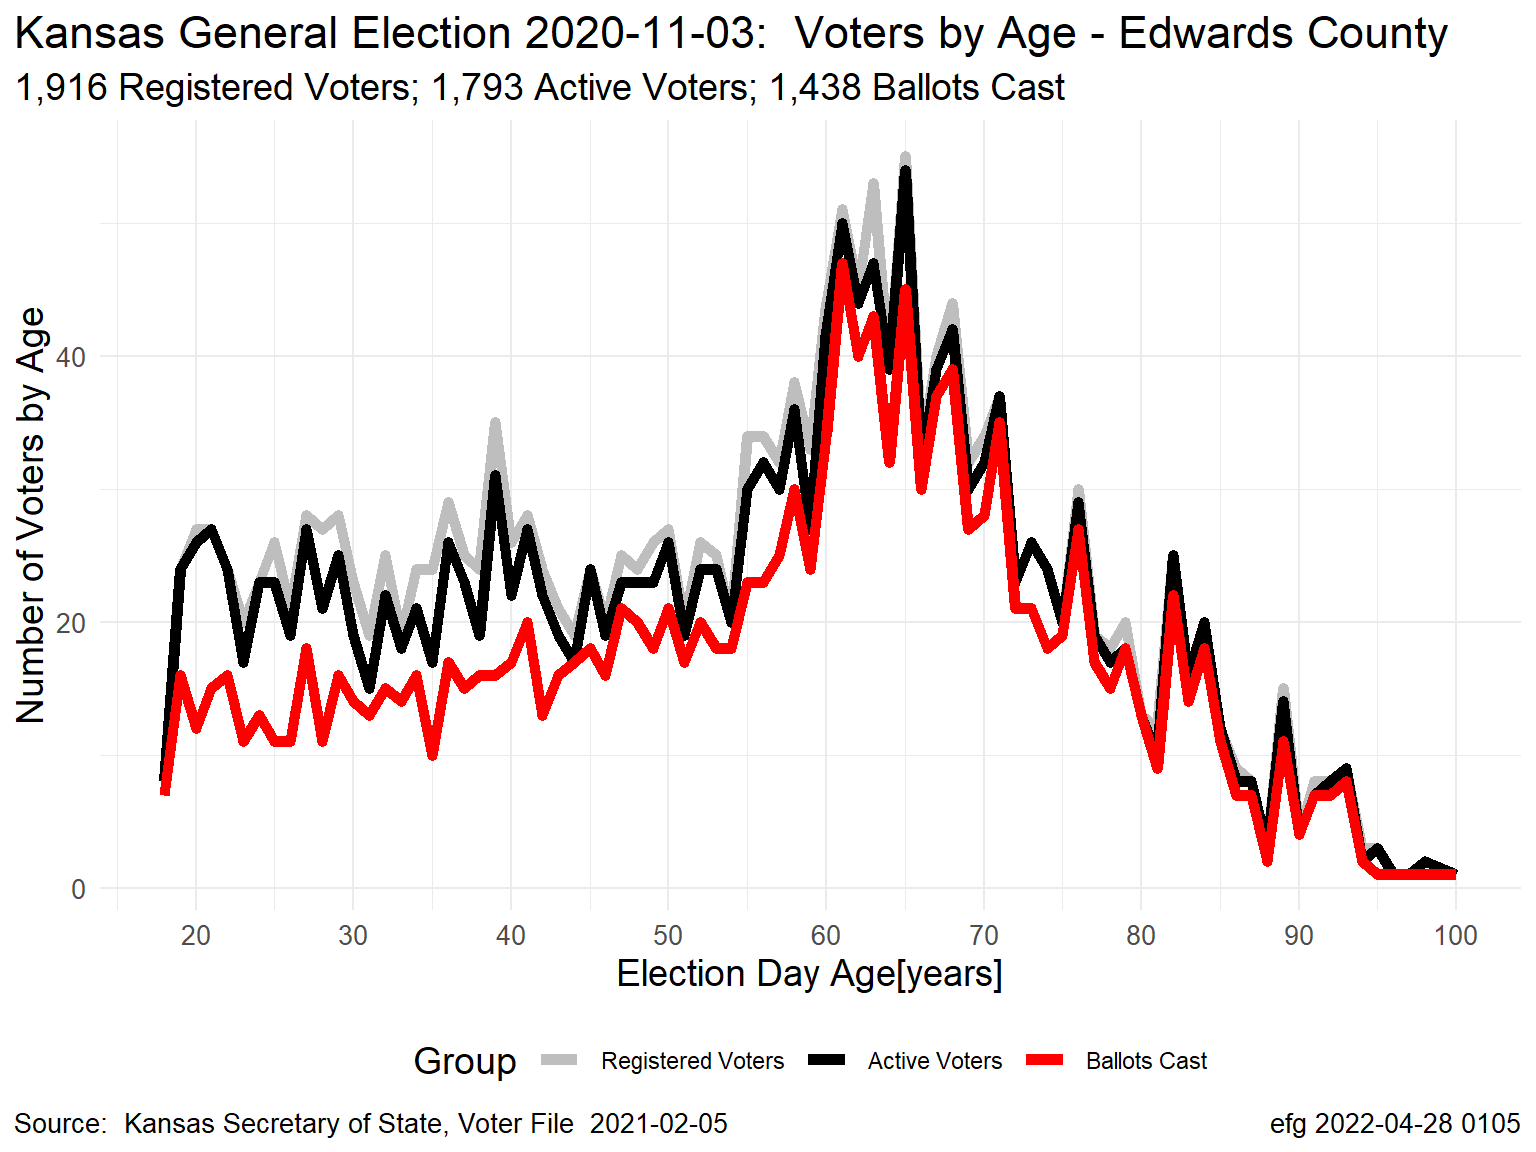 Kansas General Election 2020-11-03:  Voters by Age - Edwards County
1,916 Registered Voters; 1,793 Active Voters; 1,438 Ballots Cast
Number of Voters by Age
40
20
0
20 30 40 50 60 70 80 90 100
Election Day Age[years]
Group Registered Voters Active Voters Ballots Cast
Source:  Kansas Secretary of State, Voter File  2021-02-05
efg 2022-04-28 0105